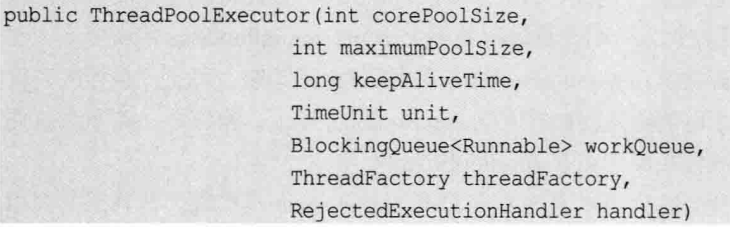 public ThreadPoolExecutor(int corePoolSize,
int maximumPoolSize,
long keepAliveTime,
TimeUnit unit,
BlockingQueue<Runnable> workQueue,
ThreadFactory threadFactory,
RejectedExecutionHandler handler)